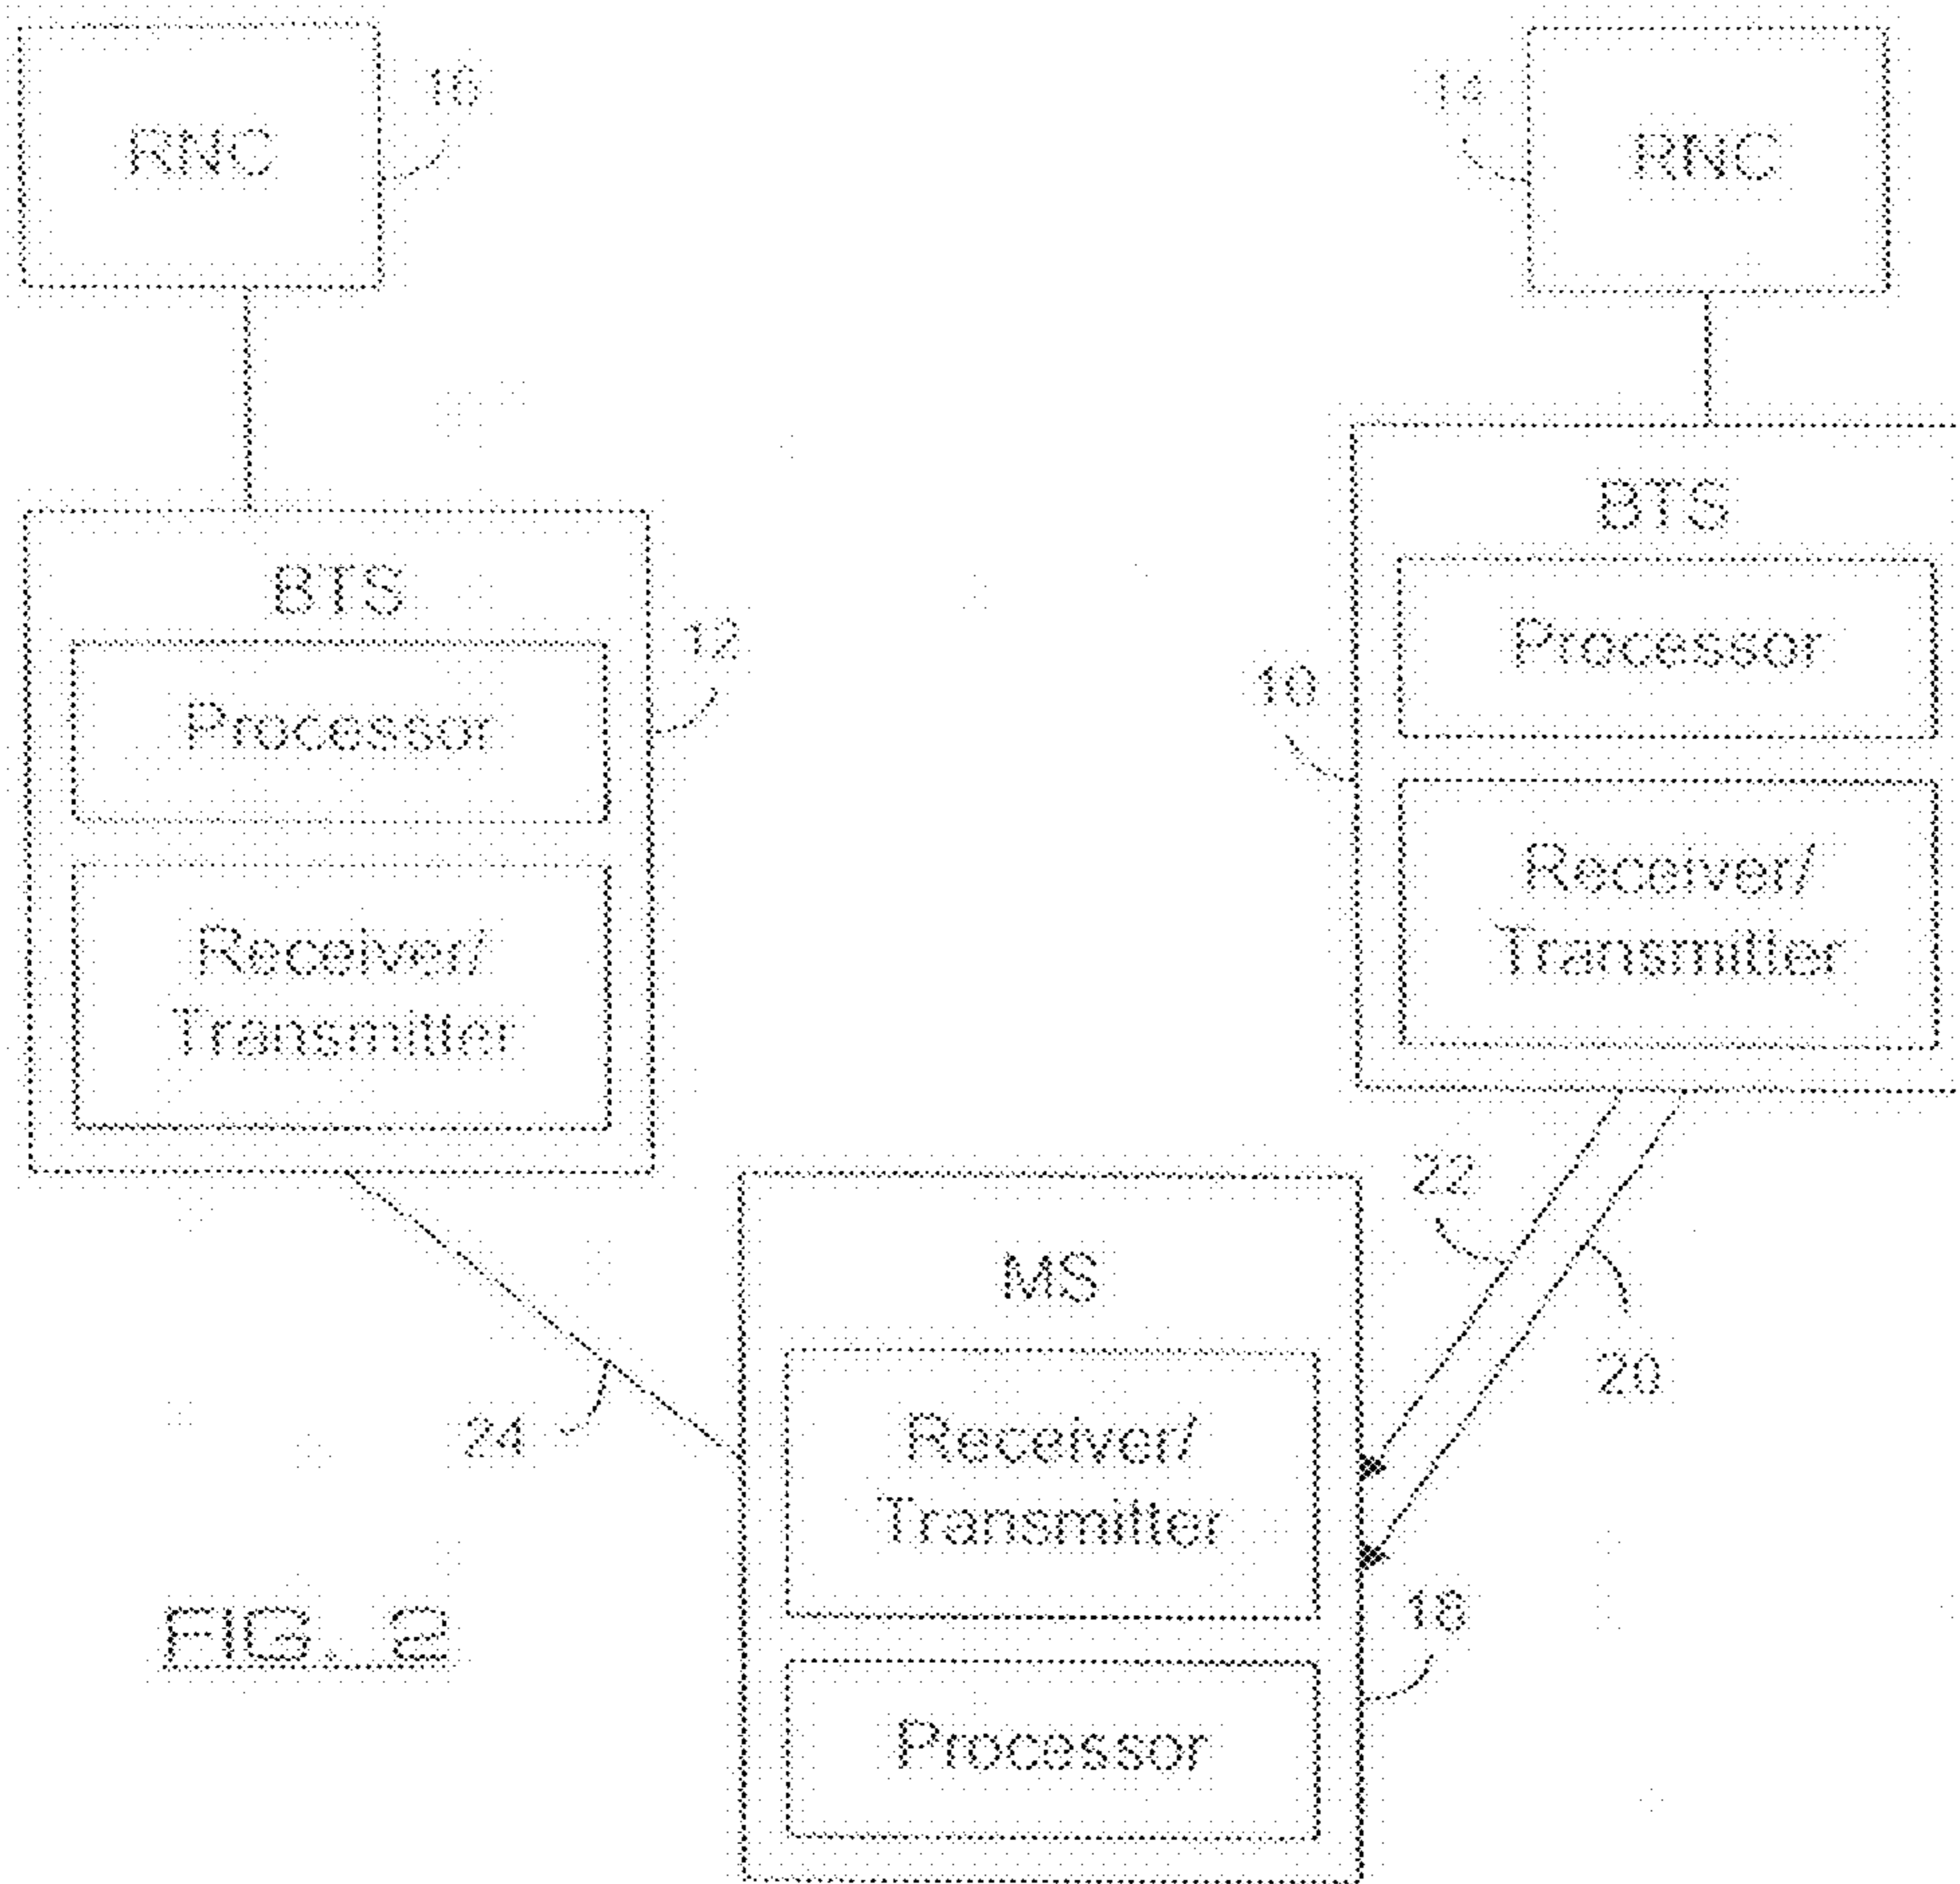 RNC
16
14
RNC
BTS
Processor
Receiver/
Transmitter
12
10
BTS
Processor
Receiver/
Transmitter
22
20
24
MS
Receiver/
Transmitter
Processor
18
FIG. 2